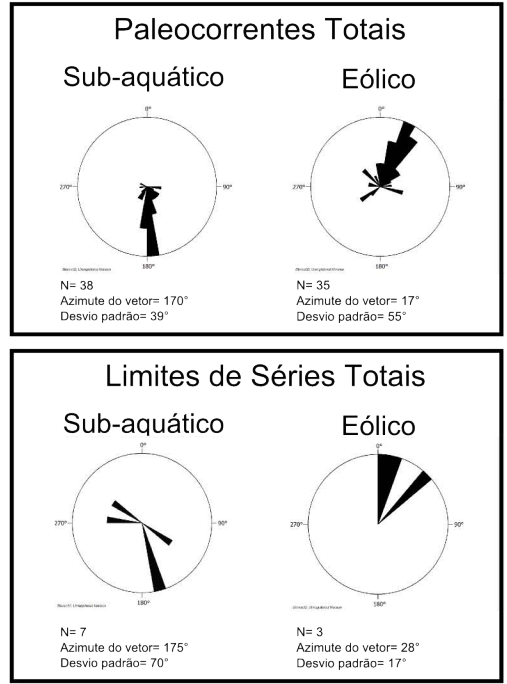 Paleocorrentes Totais
Sub-aquático
Eólico
0°
0°
270°
90°
270°
90°
180°
180°
N= 38
Azimute do vetor= 170°
Desvio padrão= 39°
N= 35
Azimute do vetor= 17°
Desvio padrão= 55°
Limites de Séries Totais
Sub-aquático
Eólico
0°
0°
270°
90°
270°
90°
180°
180°
N= 7
Azimute do vetor= 175°
Desvio padrão= 70°
N= 3
Azimute do vetor= 28°
Desvio padrão= 17°